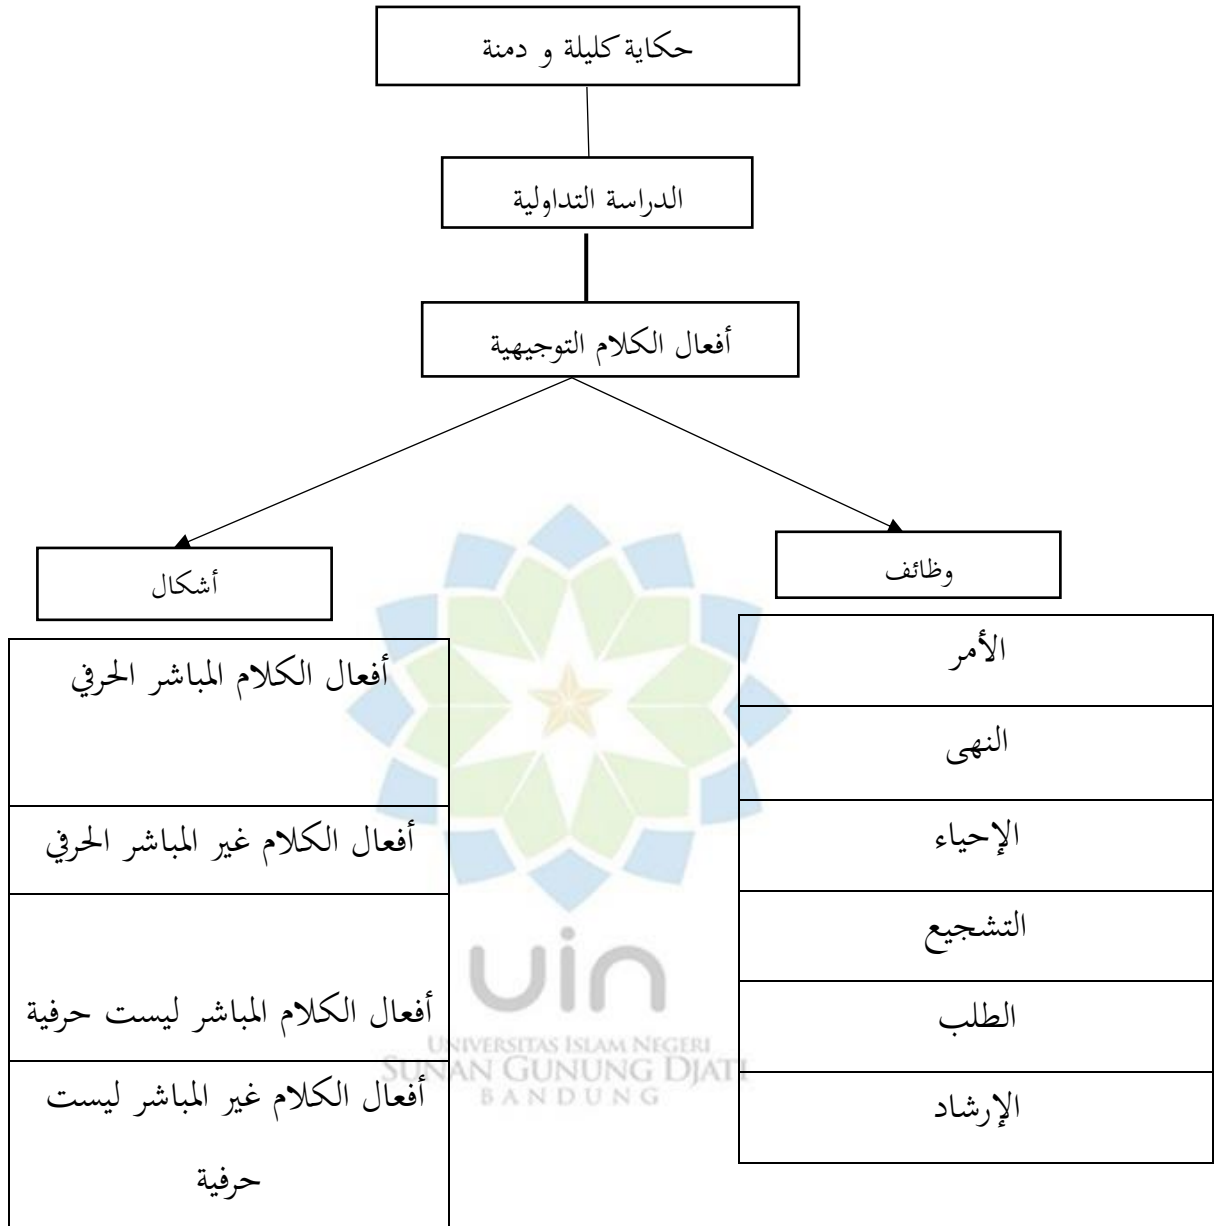 حكاية كليلة و دمنة
الدراسة التداولية
أفعال الكلام التوجيهية
وظائف
أشكال
الأمر
النهى
الإحياء
التشجيع
الطلب
الإرشاد
أفعال الكلام المباشر الحرفي
أفعال الكلام غير المباشر الحرفي
أفعال الكلام المباشر ليست حرفية
أفعال الكلام غير المباشر ليست
حرفية
uin
UNIVERSITAS ISLAM NEGERI
SUNAN GUNUNG DJATI
BANDUNG